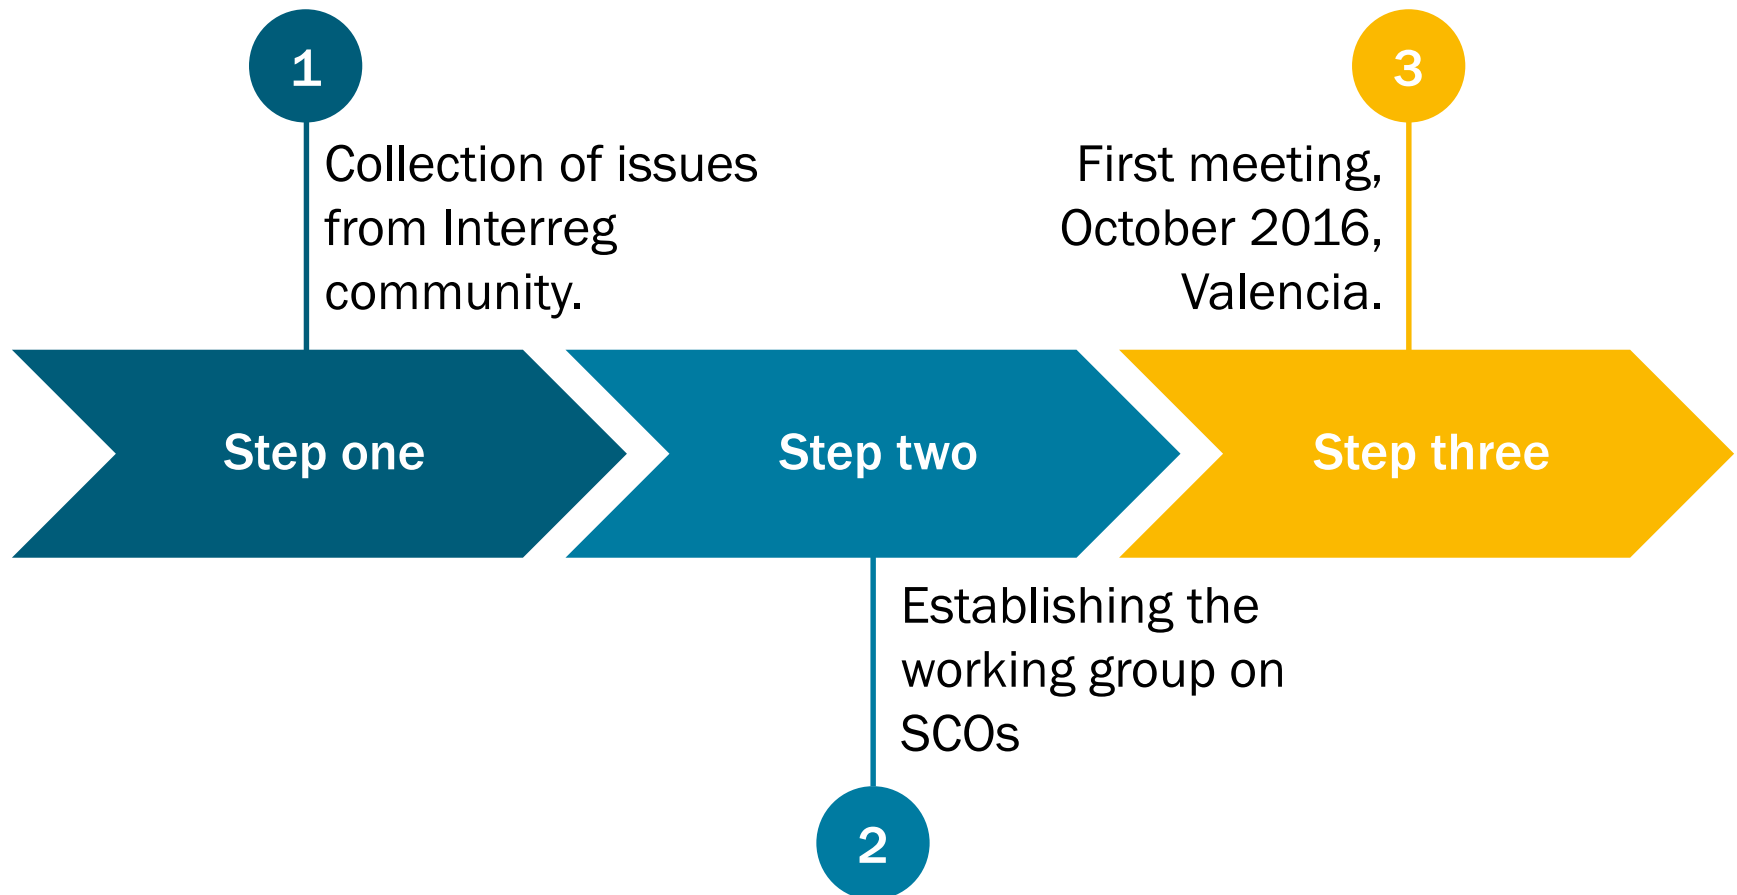 1
Collection of issues
from Interreg
community.
3
First meeting,
October 2016,
Valencia.
Step one
Step two
Step three
Establishing the
working group on
SCOs
2